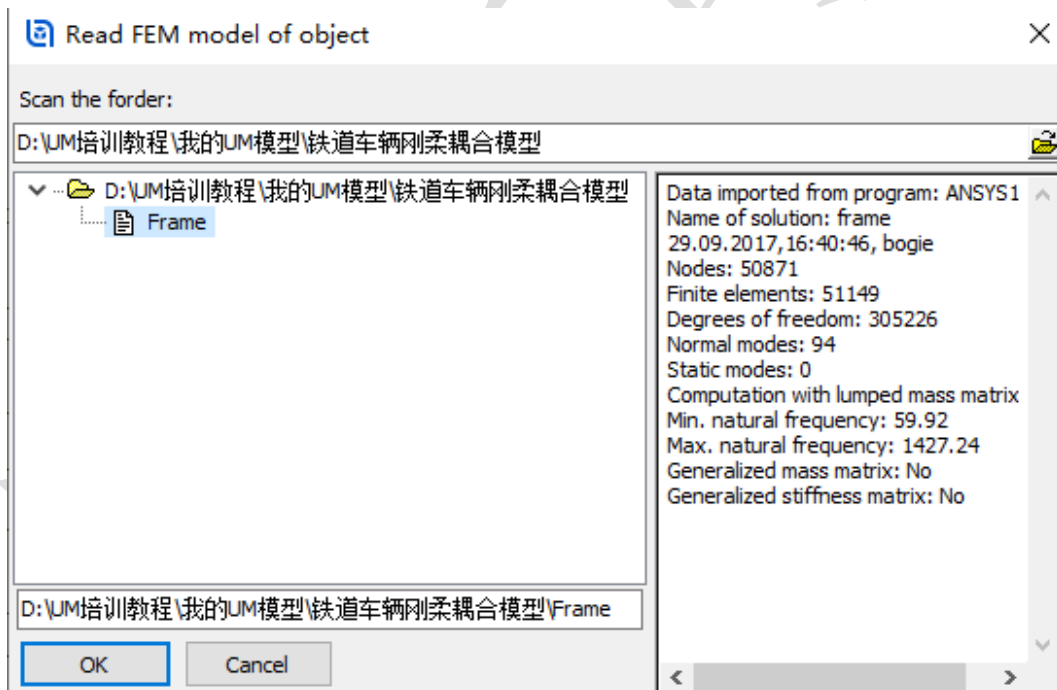 Read FEM model of object
Scan the forder:
D:\UM培训教程\我的UM模型\铁道车辆刚柔耦合模型
D:\UM培训教程\我的UM模型\铁道车辆刚柔耦合模型
Frame
D:\UM培训教程\我的UM模型\铁道车辆刚柔耦合模型\Frame
OK
Cancel
Data imported from program: ANSYS1
Name of solution: frame
29.09.2017,16:40:46, bogie
Nodes: 50871
Finite elements: 51149
Degrees of freedom: 305226
Normal modes: 94
Static modes: 0
Computation with lumped mass matrix
Min. natural frequency: 59.92
Max. natural frequency: 1427.24
Generalized mass matrix: No
Generalized stiffness matrix: No